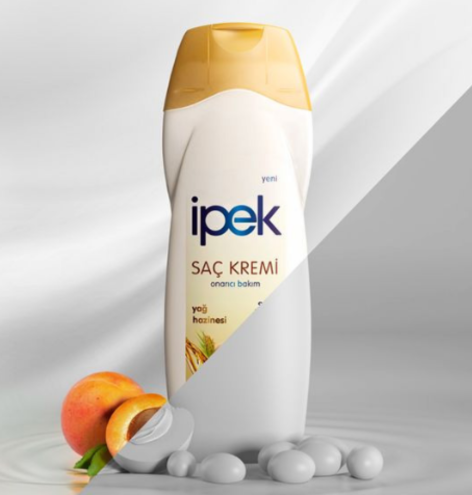 yeni
ipek
SAÇ KREMİ
onarıcı bakım
yağ
hazinesi